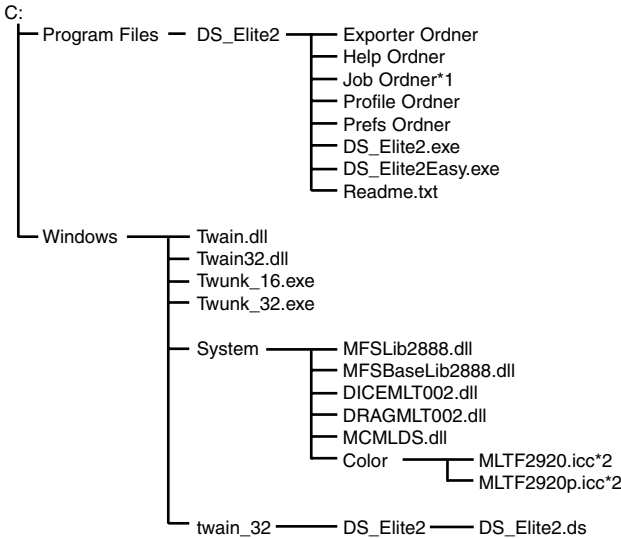 C:
Program Files DS_Elite2 Exporter Ordner
Help Ordner
Job Ordner*1
Profile Ordner
Prefs Ordner
DS_Elite2.exe
DS_Elite2Easy.exe
Readme.txt
Windows Twain.dll
Twain32.dll
Twunk_16.exe
Twunk_32.exe
System MFSLib2888.dll
MFSBaseLib2888.dll
DICEMLT002.dll
DRAGMLT002.dll
MCMLDS.dll
Color MLTF2920.icc*2
MLTF2920p.icc*2
twain_32 DS_Elite2 DS_Elite2.ds